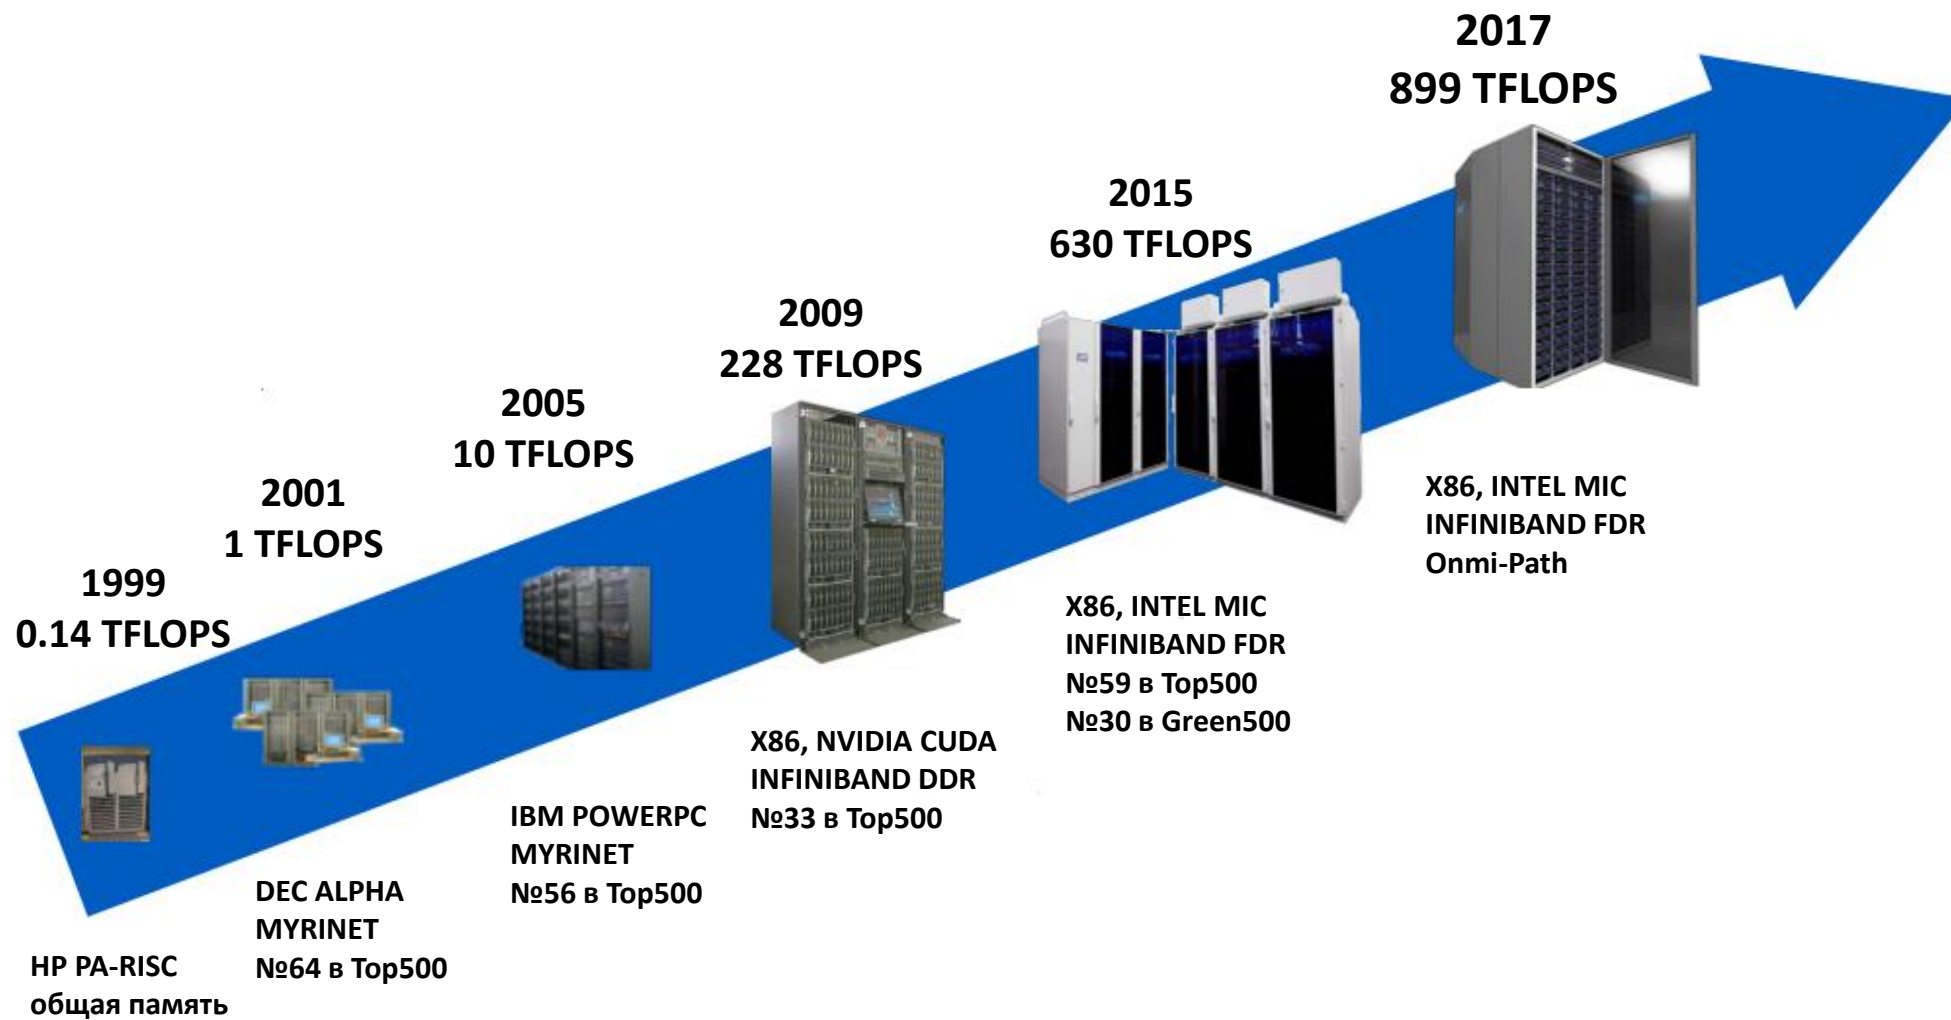 1999
0.14 TFLOPS
HP PA-RISC
общая память
2001
1 TFLOPS
DEC ALPHA
MYRINET
№64 в Top500
2005
10 TFLOPS
IBM POWERPC
MYRINET
№56 в Top500
2009
228 TFLOPS
X86, NVIDIA CUDA
INFINIBAND DDR
№33 в Top500
2015
630 TFLOPS
X86, INTEL MIC
INFINIBAND FDR
№59 в Top500
№30 в Green500
2017
899 TFLOPS
X86, INTEL MIC
INFINIBAND FDR
Onmi-Path